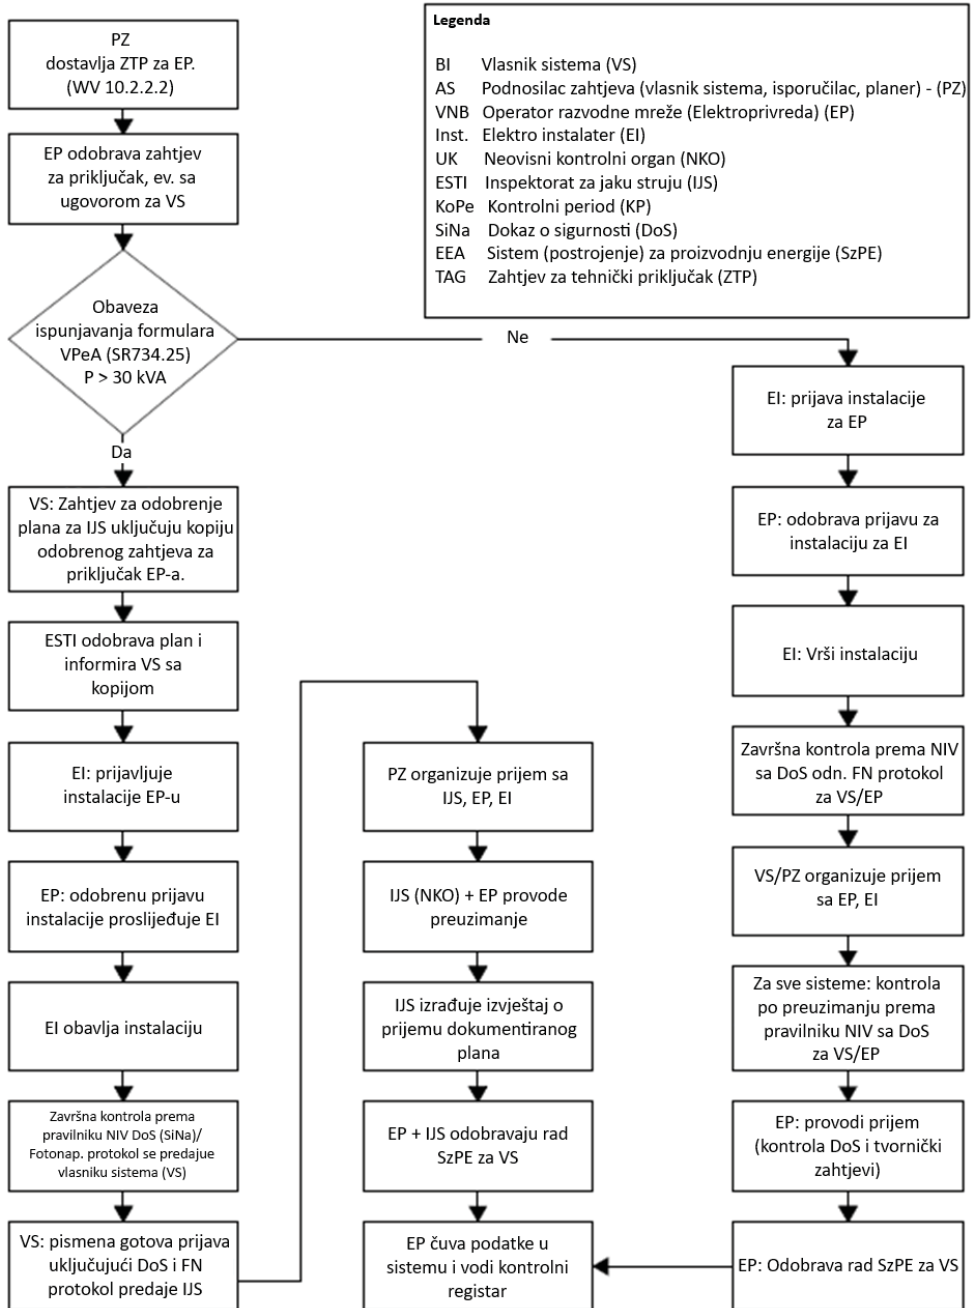 PZ
dostavlja ZTP za EP.
(WV 10.2.2.2)
EP odobrava zahtjev
za priključak, ev. sa
ugovorom za VS
Obaveza
ispunjavanja formulara
VPeA (SR734.25)
P > 30 kVA
Ne
Da
VS: Zahtjev za odobrenje
plana za IJS uključuju kopiju
odobrenog zahtjeva za
priključak EP-a.
ESTI odobrava plan i
informira VS sa
kopijom
EI: prijavljuje
instalacije EP-u
EP: odobrenu prijavu
instalacije proslijeđuje EI
EI obavlja instalaciju
Završna kontrola prema
pravilniku NIV DoS (SiNa)/
Fotonap. protokol se predajue
vlasniku sistema (VS)
VS: pismena gotova prijava
uključujući DoS i FN
protokol predaje IJS
Legenda
BI Vlasnik sistema (VS)
AS Podnosilac zahtjeva (vlasnik sistema, isporučilac, planer) - (PZ)
VNB Operator razvodne mreže (Elektroprivreda) (EP)
Inst. Elektro instalater (EI)
UK Neovisni kontrolni organ (NKO)
ESTI Inspektorat za jaku struju (IJS)
KoPe Kontrolni period (KP)
SiNa Dokaz o sigurnosti (DoS)
EEA Sistem (postrojenje) za proizvodnju energije (SzPE)
TAG Zahtjev za tehnički priključak (ZTP)
PZ organizuje prijem sa
IJS, EP, EI
IJS (NKO) + EP provode
preuzimanje
IJS izrađuje izvještaj o
prijemu dokumentiranog
plana
EP + IJS odobravaju rad
SzPE za VS
EP čuva podatke u
sistemu i vodi kontrolni
registar
EI: prijava instalacije
za EP
EP: odobrava prijavu za
instalaciju za EI
EI: Vrši instalaciju
Završna kontrola prema NIV
sa DoS odn. FN protokol
za VS/EP
VS/PZ organizuje prijem
sa EP, EI
Za sve sisteme: kontrola
po preuzimanju prema
pravilniku NIV sa DoS
za VS/EP
EP: provodi prijem
(kontrola DoS i tvornički
zahtjevi)
EP: Odobrava rad SzPE za VS